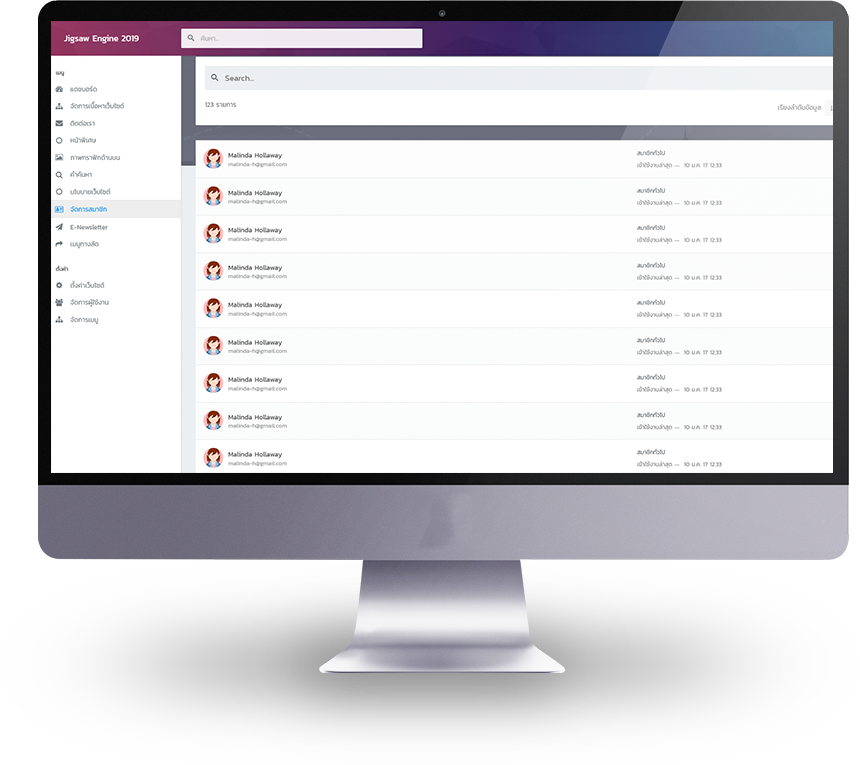 Jigsaw Engine 2019
ค้นหา...
เมนู
แดชบอร์ด
จัดการเนื้อหาเว็บไซต์
ติดต่อเรา
หน้าพิเศษ
ภาพกราฟิกด้านบน
คำค้นหา
นโยบายเว็บไซต์
จัดการสมาชิก
E-Newsletter
เมนูทางลัด
ตั้งค่า
ตั้งค่าเว็บไซต์
จัดการผู้ใช้งาน
จัดการเมนู
Search...
123 รายการ
เรียงลำดับข้อมูล
Malinda Hollaway
malinda-h@gmail.com
สมาชิกทั่วไป
เข้าใช้งานล่าสุด — 10 ม.ค. 17 12:33
Malinda Hollaway
malinda-h@gmail.com
สมาชิกทั่วไป
เข้าใช้งานล่าสุด — 10 ม.ค. 17 12:33
Malinda Hollaway
malinda-h@gmail.com
สมาชิกทั่วไป
เข้าใช้งานล่าสุด — 10 ม.ค. 17 12:33
Malinda Hollaway
malinda-h@gmail.com
สมาชิกทั่วไป
เข้าใช้งานล่าสุด — 10 ม.ค. 17 12:33
Malinda Hollaway
malinda-h@gmail.com
สมาชิกทั่วไป
เข้าใช้งานล่าสุด — 10 ม.ค. 17 12:33
Malinda Hollaway
malinda-h@gmail.com
สมาชิกทั่วไป
เข้าใช้งานล่าสุด — 10 ม.ค. 17 12:33
Malinda Hollaway
malinda-h@gmail.com
สมาชิกทั่วไป
เข้าใช้งานล่าสุด — 10 ม.ค. 17 12:33
Malinda Hollaway
malinda-h@gmail.com
สมาชิกทั่วไป
เข้าใช้งานล่าสุด — 10 ม.ค. 17 12:33
Malinda Hollaway
malinda-h@gmail.com
สมาชิกทั่วไป
เข้าใช้งานล่าสุด — 10 ม.ค. 17 12:33